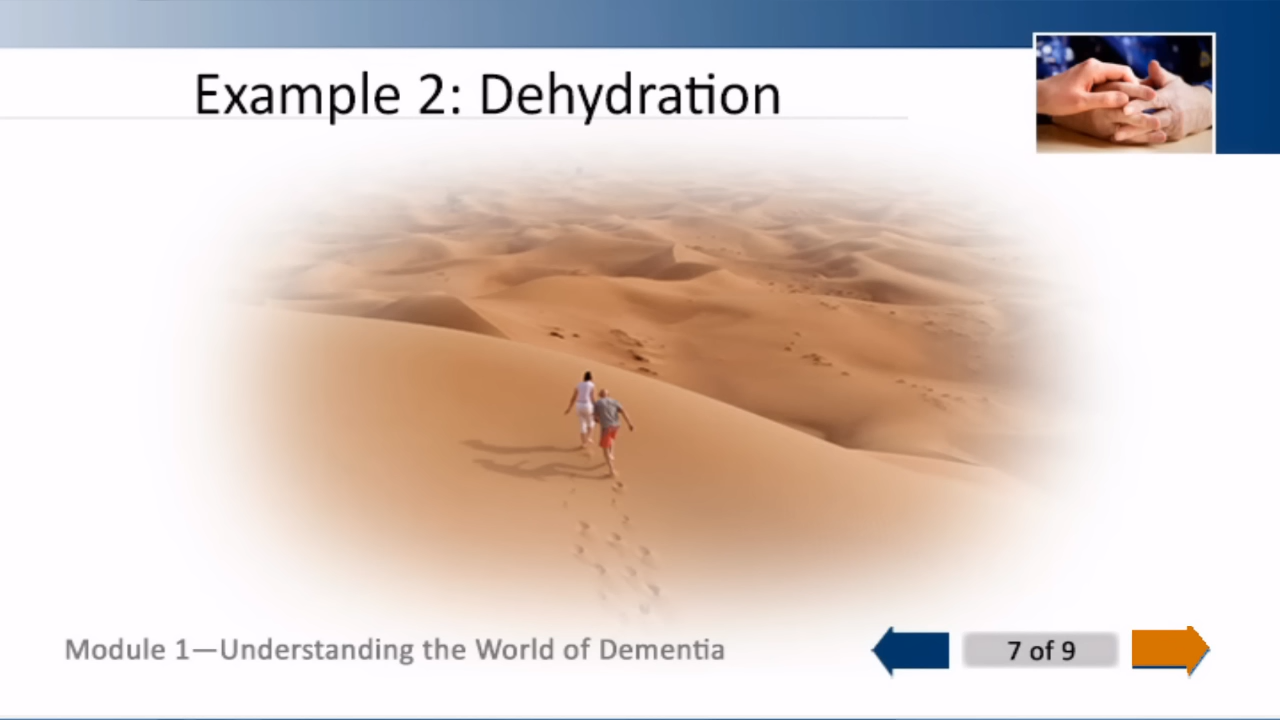 Example 2: Dehydration
Module 1—Understanding the World of Dementia
7 of 9